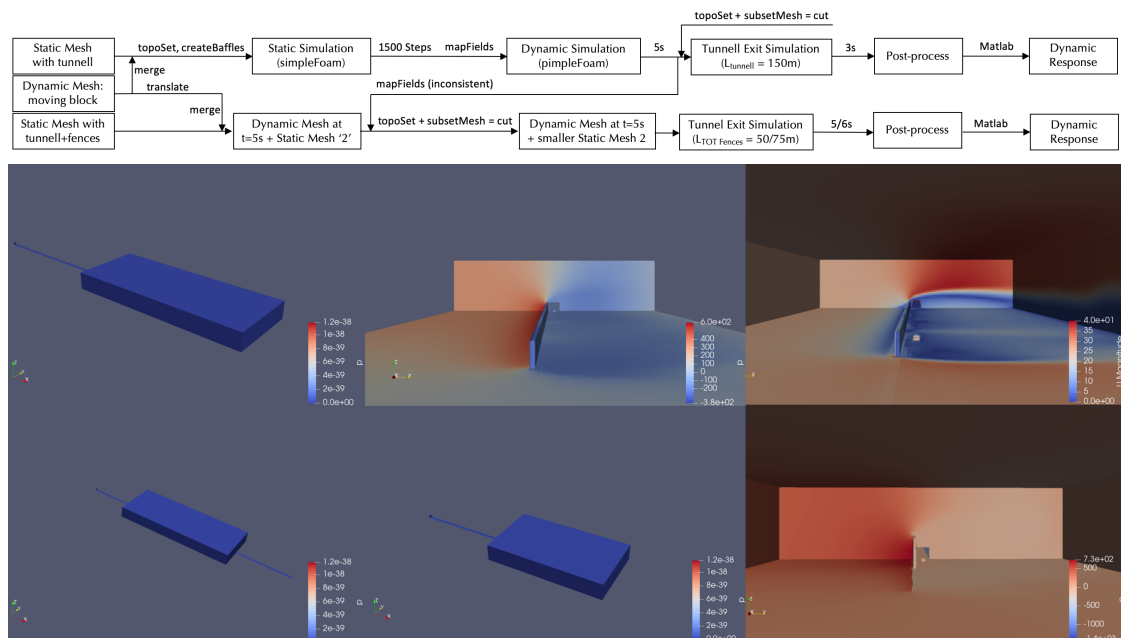 topoSet + subsetMesh = cut
Static Mesh
with tunnell
topoSet, createBaffles
Static Simulation
(simpleFoam)
1500 Steps
mapFields
Dynamic Simulation
(pimpleFoam)
5s
Tunnell Exit Simulation
(Ltunnell = 150m)
3s
Post-process
Matlab
Dynamic
Response
merge
Dynamic Mesh:
moving block
translate
mapFields (inconsistent)
merge
Static Mesh with
tunnell+fences
Dynamic Mesh at
t=5s + Static Mesh ‘2’
topoSet + subsetMesh = cut
Dynamic Mesh at t=5s
+ smaller Static Mesh 2
Tunnel Exit Simulation
(LTOT Fences = 50/75m)
5/6s
Post-process
Matlab
Dynamic
Response
1.2e-38
1e-38
8e-39
6e-39
4e-39
0.0e+00
p
6.0e+02
400
300
200
100
0
-100
-200
-3.8e+02
p
4.0e+01
35
30
25
20
15
10
5
0.0e+00
U Magnitude
1.2e-38
1e-38
8e-39
6e-39
4e-39
2e-39
p
1.2e-38
1e-38
8e-39
6e-39
4e-39
2e-39
p
7.3e+02
500
0
-500
-1000